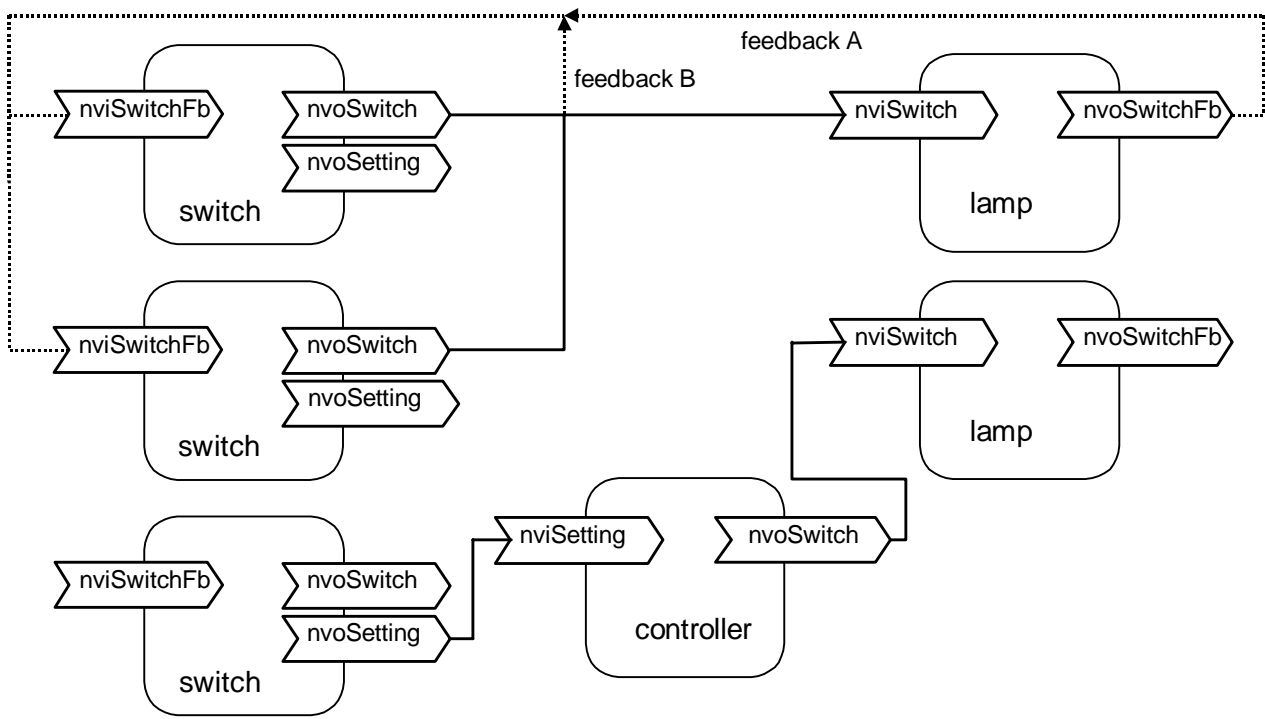 feedback A
feedback B
nviSwitchFb
nvoSwitch
nvoSetting
switch
nviSwitch
nvoSwitchFb
lamp
nviSwitchFb
nvoSwitch
nvoSetting
switch
nviSwitch
nvoSwitchFb
lamp
nviSwitchFb
nvoSwitch
nvoSetting
switch
nviSetting
nvoSwitch
controller